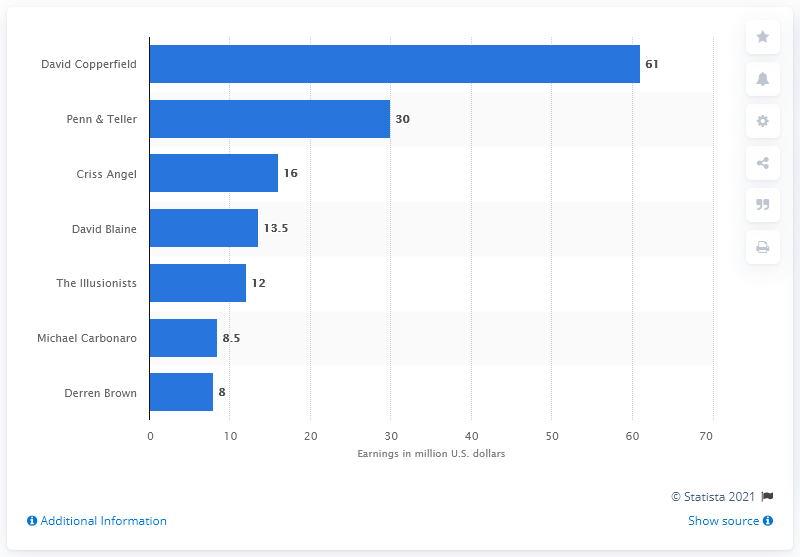 David Copperfield 61
Penn & Teller 30
Criss Angel 16
David Blaine 13.5
The Illusionists 12
Michael Carbonaro 8.5
Derren Brown 8
0 10 20 30 40 50 60 70
Earnings in million U.S. dollars
© Statista 2021
Additional Information Show source